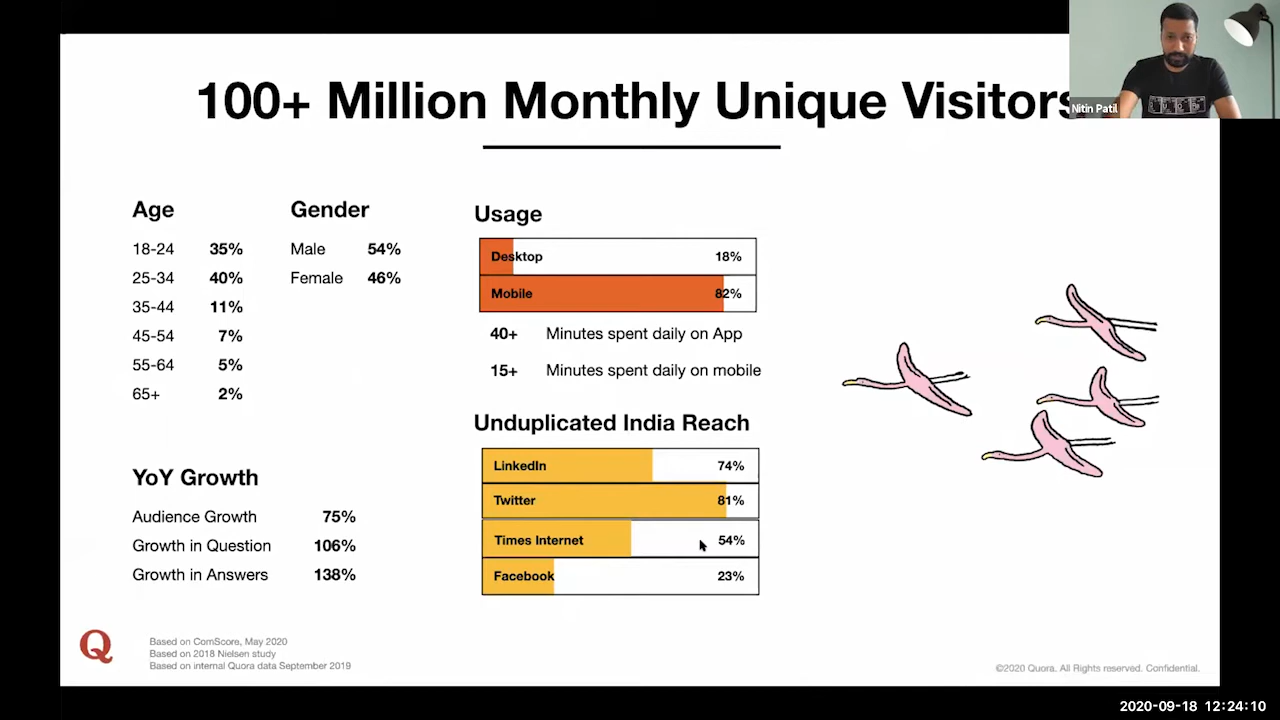 100+ Million Monthly Unique Visitors
Nitin Patil
Age
18-24 35%
25-34 40%
35-44 11%
45-54 7%
55-64 5%
65+ 2%
Gender
Male 54%
Female 46%
YoY Growth
Audience Growth 75%
Growth in Question 106%
Growth in Answers 138%
Usage
Desktop 18%
Mobile 82%
40+ Minutes spent daily on App
15+ Minutes spent daily on mobile
Unduplicated India Reach
LinkedIn 74%
Twitter 81%
Times Internet 54%
Facebook 23%
Q
Based on ComScore, May 2020
Based on 2018 Nielsen study
Based on internal Quora data September 2019
©2020 Quora. All Rights reserved. Confidential.
2020-09-18 12:24:10